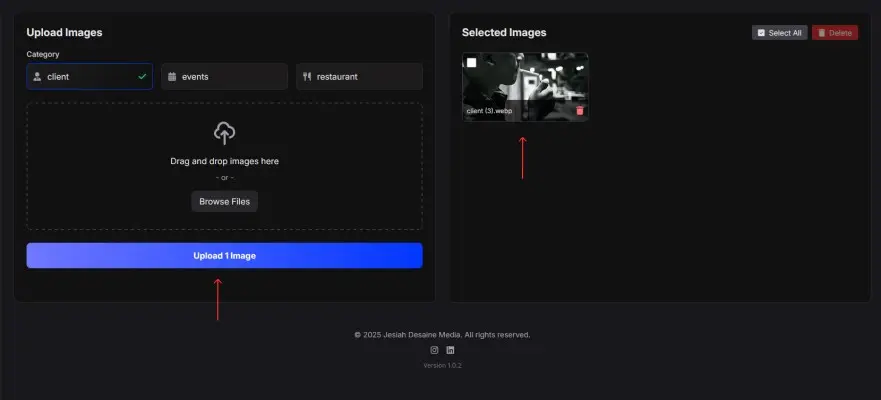 Upload Images
Category
client
events
restaurant
Drag and drop images here
- or -
Browse Files
Upload 1 Image
Selected Images
Select All
Delete
client (3).webp
© 2025 Jesiah Desaine Media. All rights reserved.
Version 1.0.2